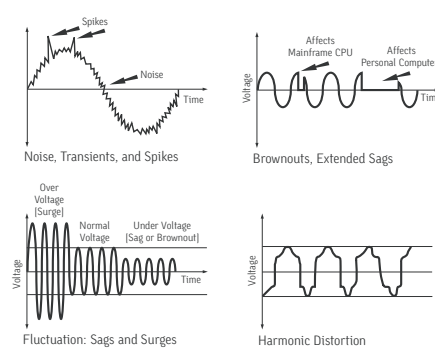 Spikes
Noise
Time
Noise, Transients, and Spikes
Affects
Mainframe CPU
Affects
Personal Compute
Voltage
Tim
Brownouts, Extended Sags
Over
Voltage
[Surge]
Normal
Voltage
Under Voltage
[Sag or Brownout]
Voltage
Time
Fluctuation: Sags and Surges
Voltage
Harmonic Distortion